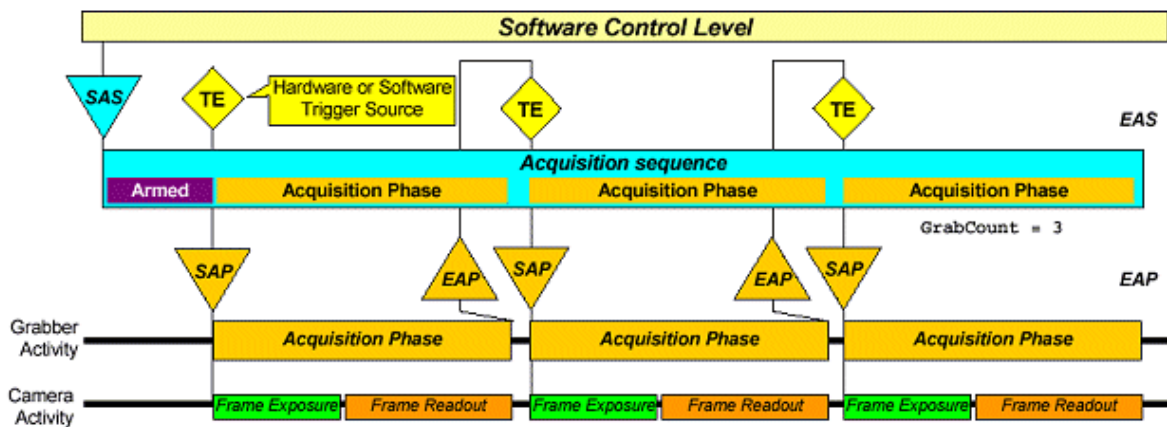 Software Control Level
SAS
TE
Hardware or Software
Trigger Source
TE
TE
EAS
Acquisition sequence
Armed
Acquisition Phase
Acquisition Phase
Acquisition Phase
GrabCount = 3
SAP
EAP
SAP
EAP
SAP
EAP
Grabber
Activity
Acquisition Phase
Acquisition Phase
Acquisition Phase
Camera
Activity
Frame Exposure
Frame Readout
Frame Exposure
Frame Readout
Frame Exposure
Frame Readout